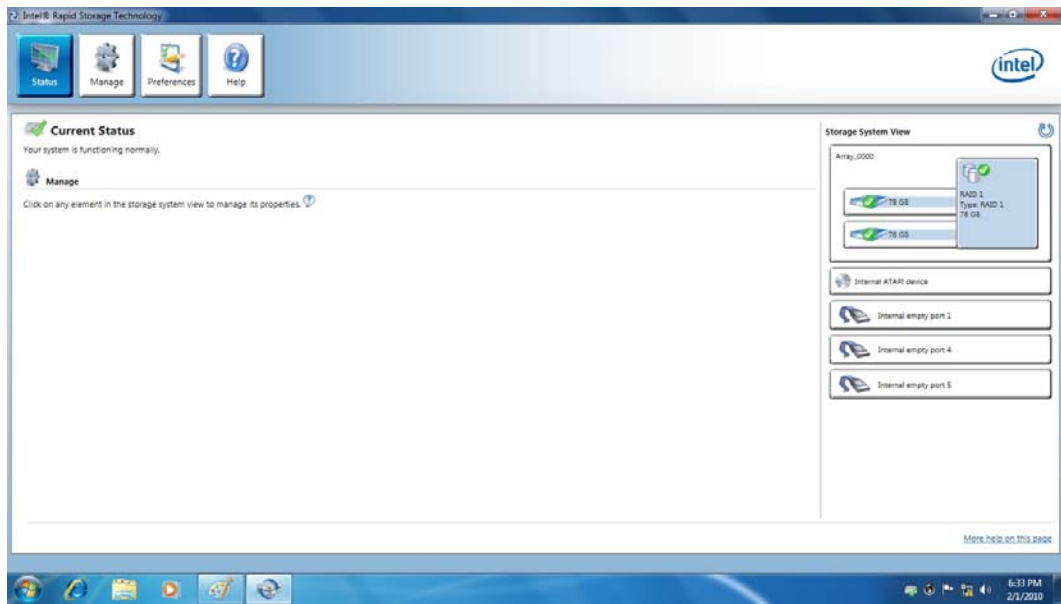 Intel® Rapid Storage Technology
Status
Manage
Preferences
Help
intel
Current Status
Your system is functioning normally.
Manage
Click on any element in the storage system view to manage its properties.
Storage System View
Array_0000
78 GB
78 GB
RAID 1
Type: RAID 1
78 GB
Internal ATAPI device
Internal empty port 1
Internal empty port 4
Internal empty port 5
More help on this page
6:33 PM
2/1/2010